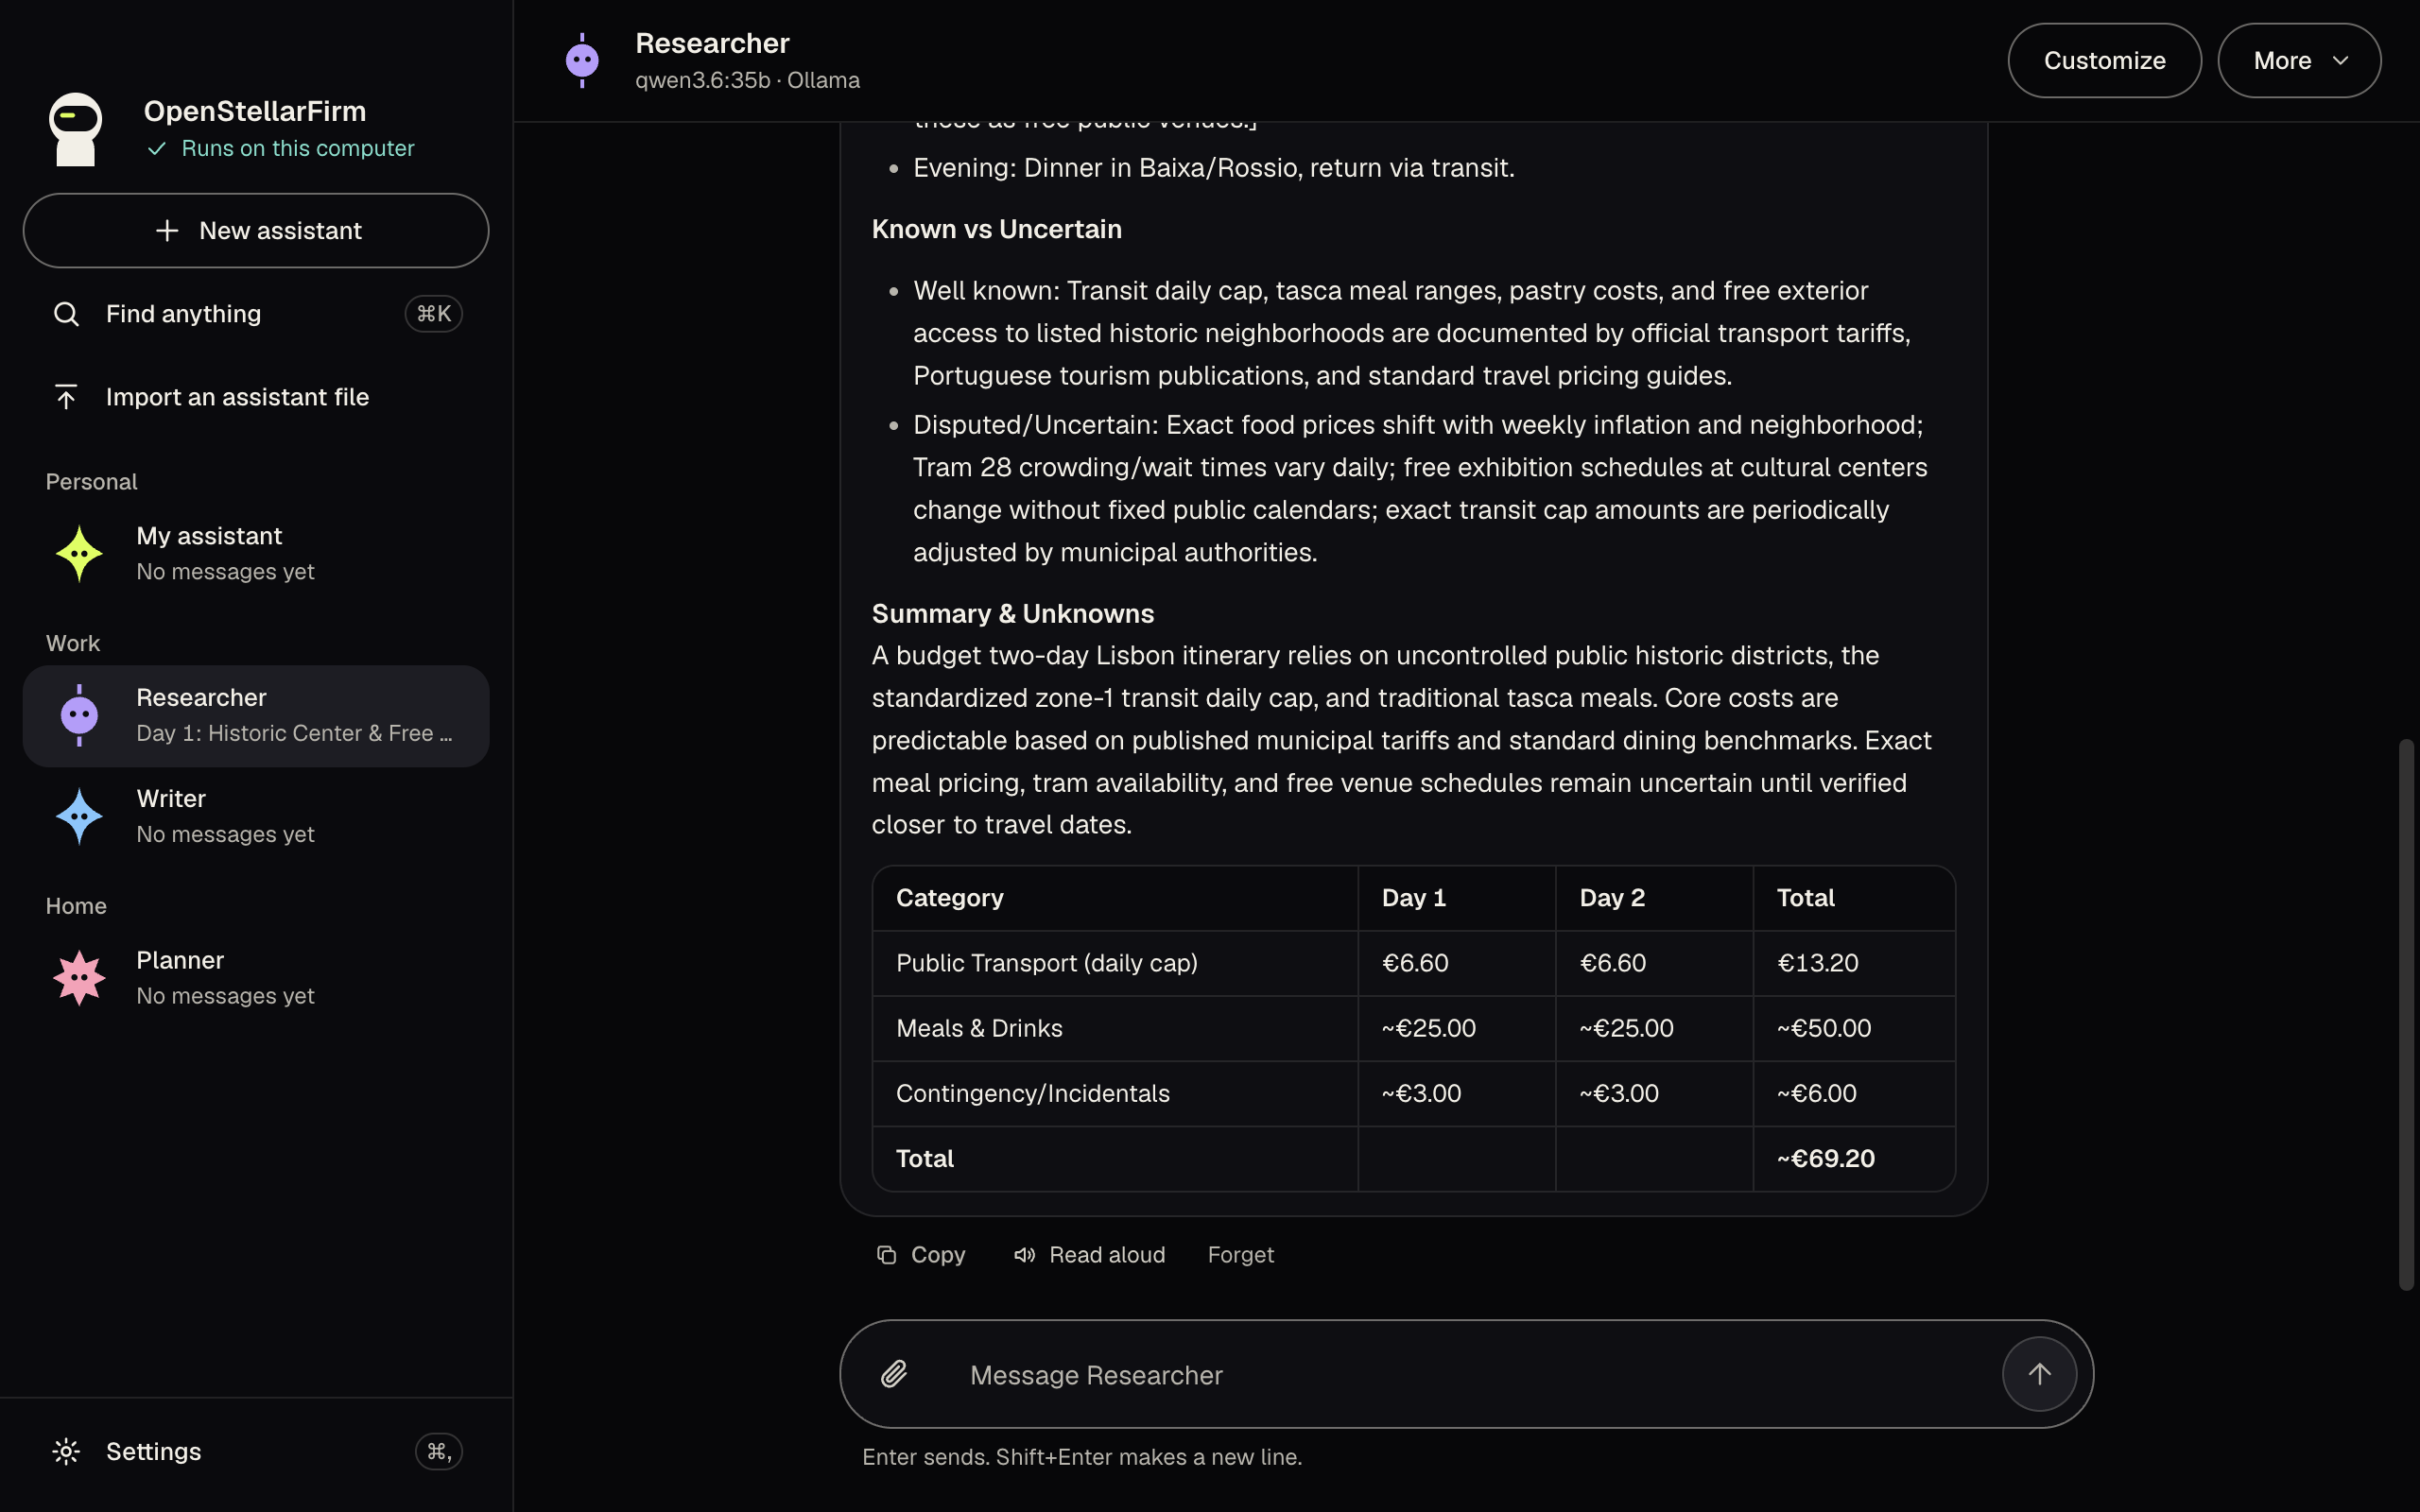 OpenStellarFirm
Runs on this computer
New assistant
Find anything
⌘K
Import an assistant file
Personal
My assistant
No messages yet
Work
Researcher
Day 1: Historic Center & Free ...
Writer
No messages yet
Home
Planner
No messages yet
Settings
⌘,
Researcher
qwen3.6:35b · Ollama
Customize
More
these as free public venues.]
• Evening: Dinner in Baixa/Rossio, return via transit.
Known vs Uncertain
• Well known: Transit daily cap, tasca meal ranges, pastry costs, and free exterior
access to listed historic neighborhoods are documented by official transport tariffs,
Portuguese tourism publications, and standard travel pricing guides.
• Disputed/Uncertain: Exact food prices shift with weekly inflation and neighborhood;
Tram 28 crowding/wait times vary daily; free exhibition schedules at cultural centers
change without fixed public calendars; exact transit cap amounts are periodically
adjusted by municipal authorities.
Summary & Unknowns
A budget two-day Lisbon itinerary relies on uncontrolled public historic districts, the
standardized zone-1 transit daily cap, and traditional tasca meals. Core costs are
predictable based on published municipal tariffs and standard dining benchmarks. Exact
meal pricing, tram availability, and free venue schedules remain uncertain until verified
closer to travel dates.
Category Day 1 Day 2 Total
Public Transport (daily cap) €6.60 €6.60 €13.20
Meals & Drinks ~€25.00 ~€25.00 ~€50.00
Contingency/Incidentals ~€3.00 ~€3.00 ~€6.00
Total ~€69.20
Copy Read aloud Forget
Message Researcher
Enter sends. Shift+Enter makes a new line.